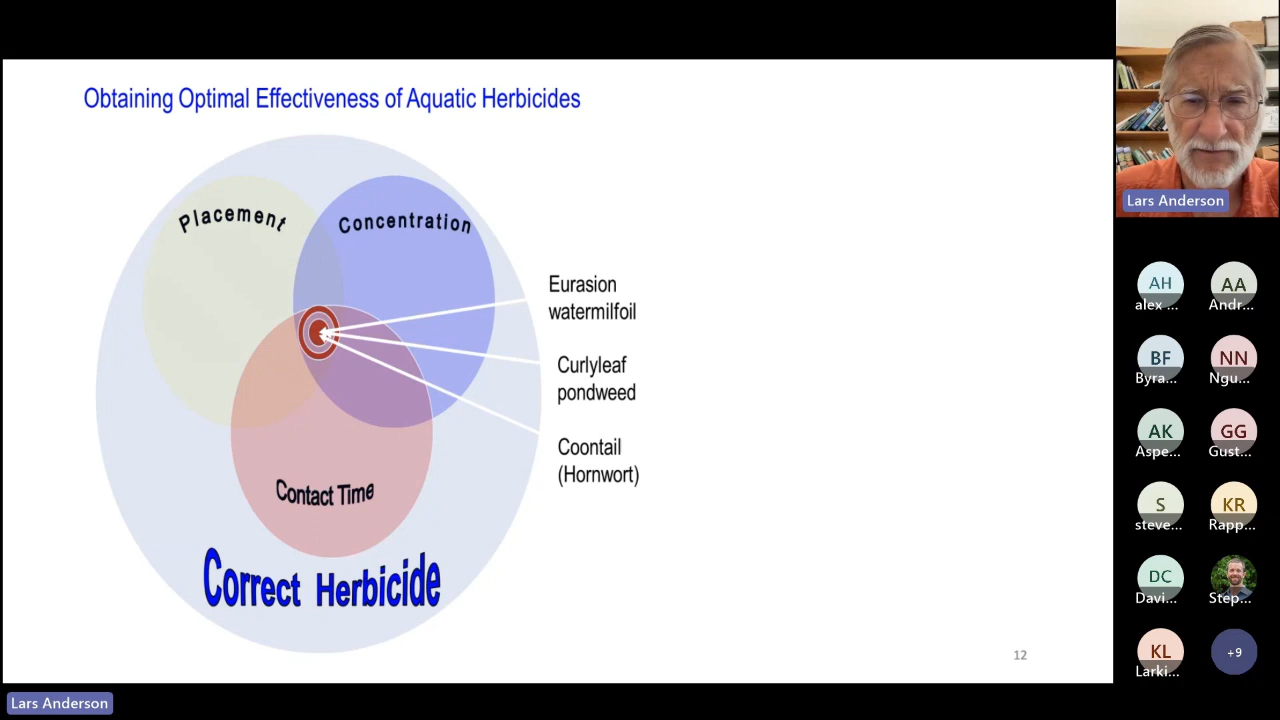 Obtaining Optimal Effectiveness of Aquatic Herbicides
Placement
Concentration
Eurasion
watermilfoil
Curlyleaf
pondweed
Coontail
(Hornwort)
Contact Time
Correct Herbicide
12
Lars Anderson
Lars Anderson
AH
alex ...
AA
Andr...
BF
Byra...
NN
Ngu...
AK
Aspe...
GG
Gust...
S
steve...
KR
Rapp...
DC
Davi...
Step...
KL
Larki...
+9